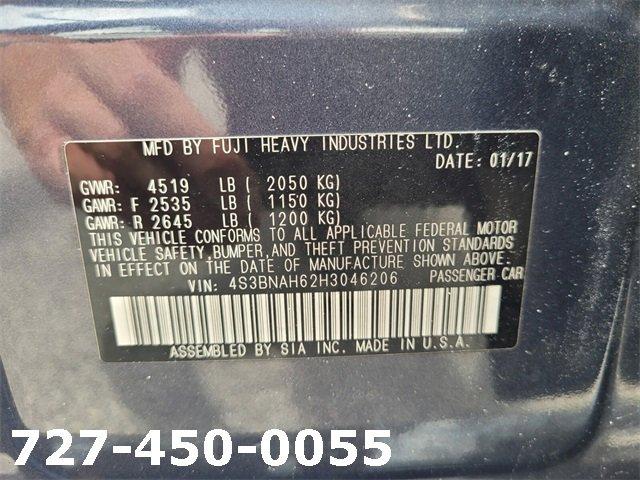 MFD BY FUJI HEAVY INDUSTRIES LTD.
DATE: 01/17
GVWR: 4519 LB ( 2050 KG)
GAWR: F 2535 LB ( 1150 KG)
GAWR: R 2645 LB ( 1200 KG)
THIS VEHICLE CONFORMS TO ALL APPLICABLE FEDERAL MOTOR
VEHICLE SAFETY, BUMPER, AND THEFT PREVENTION STANDARDS
IN EFFECT ON THE DATE OF MANUFACTURE SHOWN ABOVE.
VIN: 4S3BNAH62H3046206 PASSENGER CAR
ASSEMBLED BY SIA INC. MADE IN U.S.A.
727-450-0055